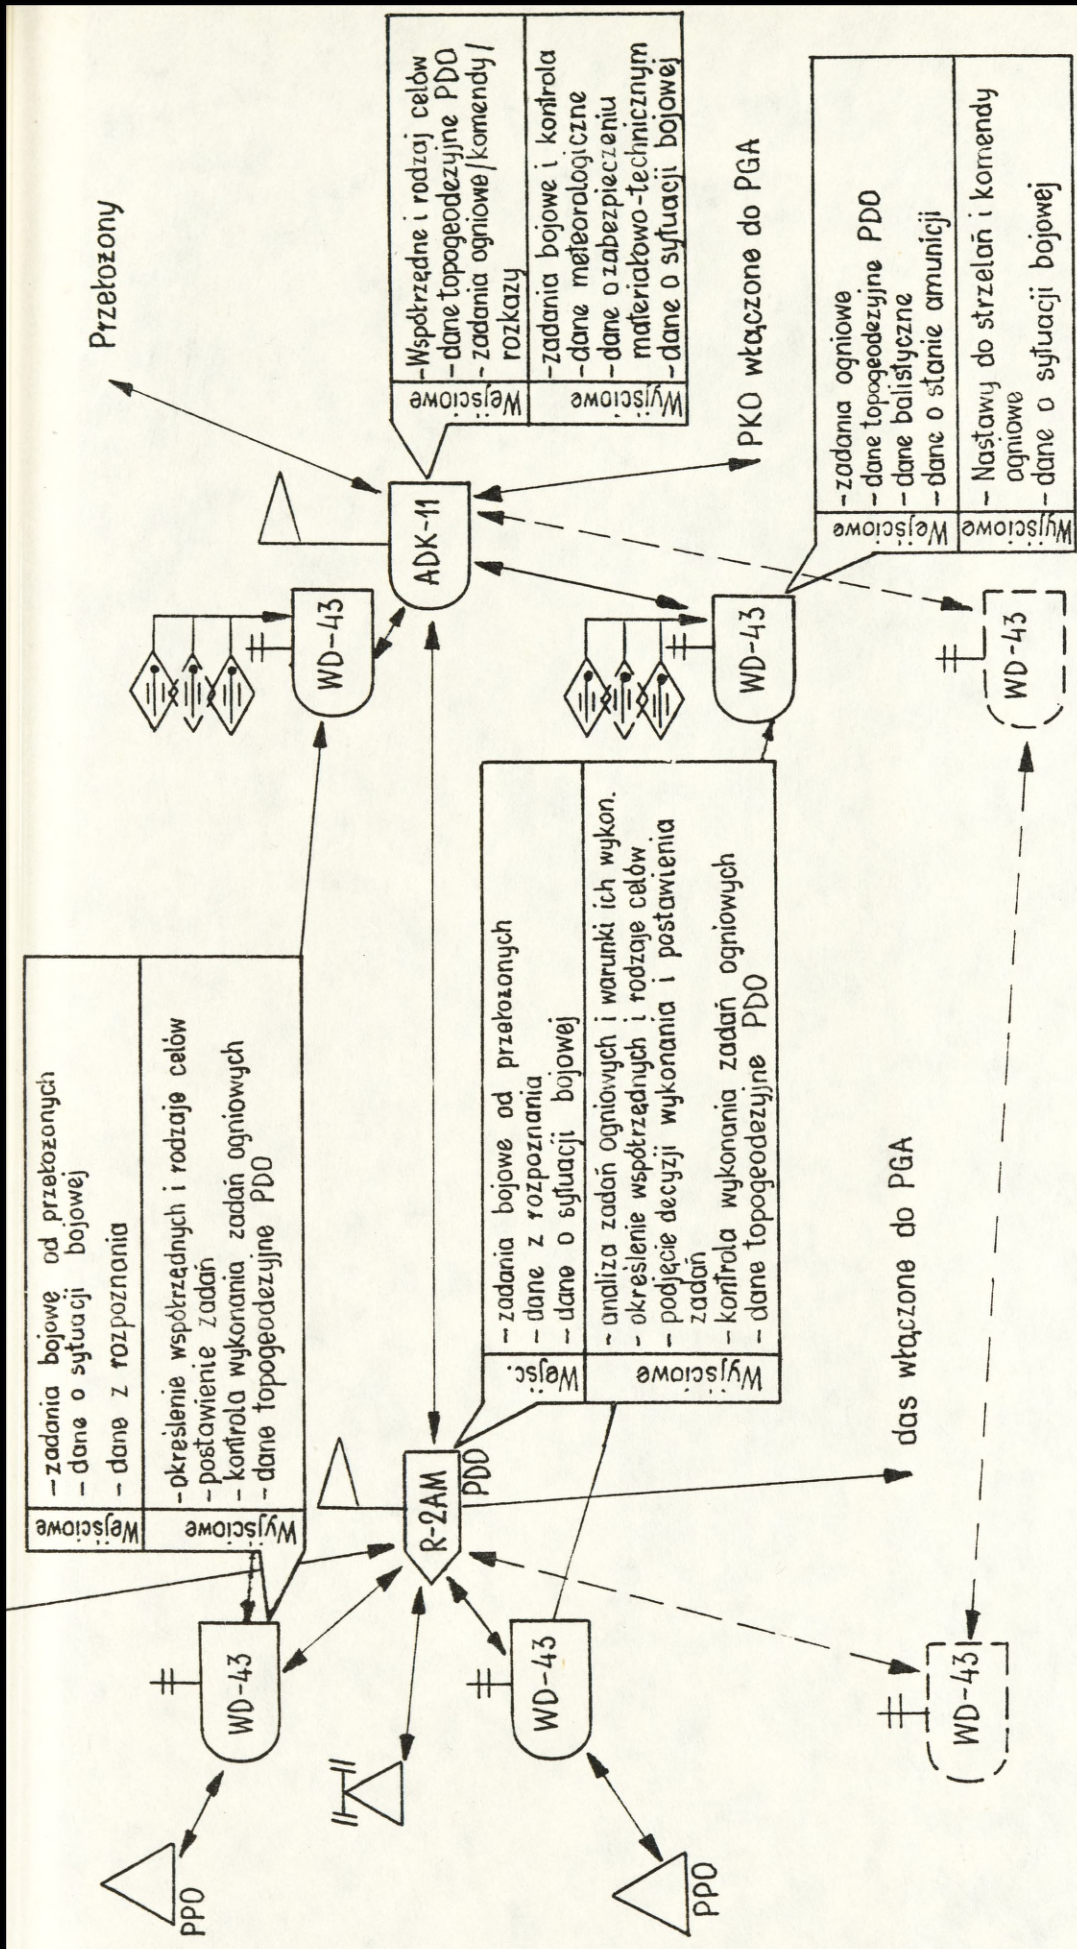 Wejściowe
- zadania bojowe od przełożonych
- dane o sytuacji bojowej
- dane z rozpoznania
Wyjściowe
- określenie współrzędnych i rodzaje celów
- postawienie zadań
- kontrola wykonania zadań ogniowych
- dane topogeodezyjne PDO
Przełożony
PPO
WD-43
WD-43
R-2AM
PDO
ADK-11
Wejściowe
- Współrzędne i rodzaj celów
- dane topogeodezyjne PDO
- zadania ogniowe/komendy/
rozkazy
Wyjściowe
- zadania bojowe i kontrola
- dane meteorologiczne
- dane o zabezpieczeniu
materiałowo-technicznym
- dane o sytuacji bojowej
Wejśc.
- zadania bojowe od przełożonych
- dane z rozpoznania
- dane o sytuacji bojowej
Wyjściowe
- analiza zadań ogniowych i warunki ich wykon.
- określenie współrzędnych i rodzaje celów
- podjęcie decyzji wykonania i postawienia
zadań
- kontrola wykonania zadań ogniowych
- dane topogeodezyjne PDO
PPO
WD-43
WD-43
PKO włączone do PGA
Wejściowe
- zadania ogniowe
- dane topogeodezyjne PDO
- dane balistyczne
- dane o stanie amunicji
Wyjściowe
- Nastawy do strzelań i komendy
ogniowe
- dane o sytuacji bojowej
das włączone do PGA
WD-43
WD-43